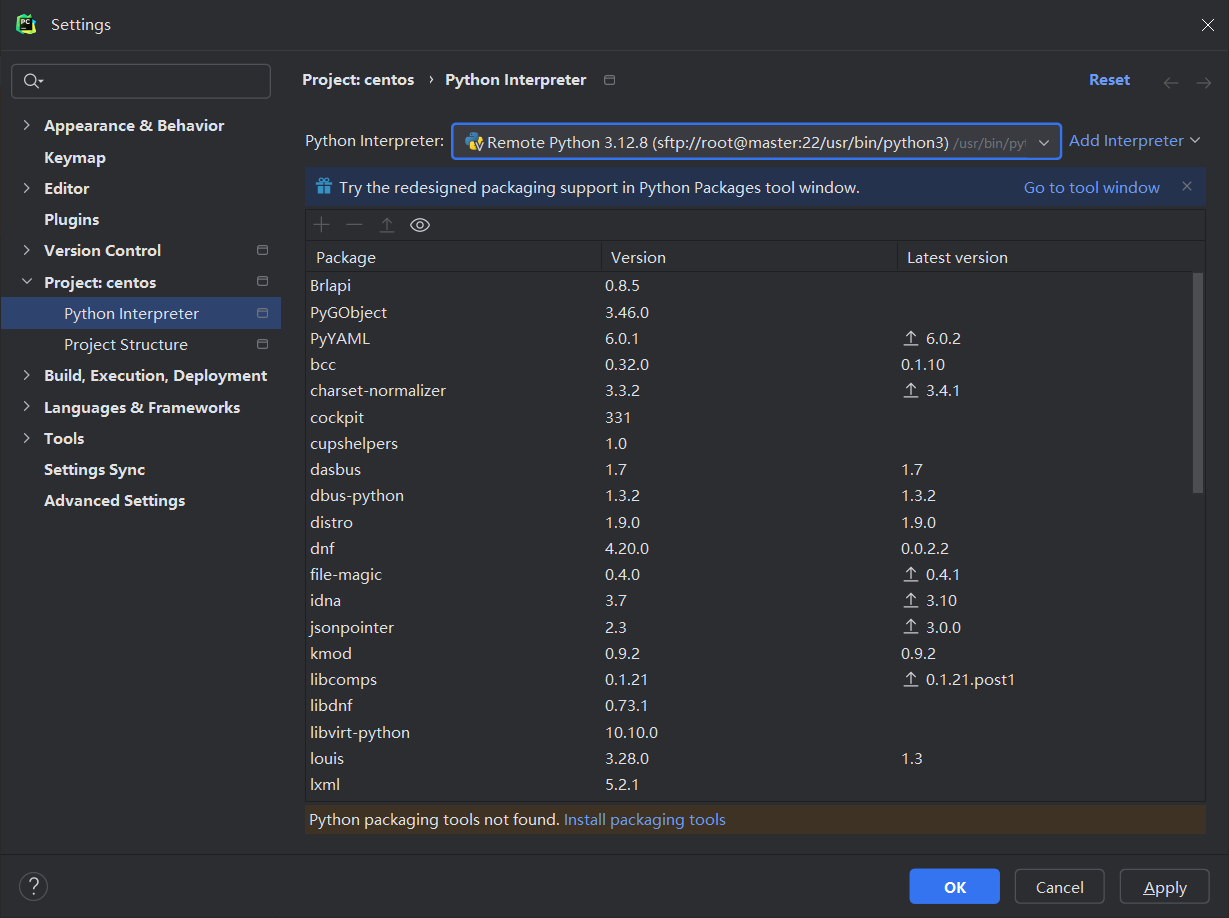 Settings
Project: centos › Python Interpreter
Reset
Appearance & Behavior
Keymap
Editor
Plugins
Version Control
Project: centos
Python Interpreter
Project Structure
Build, Execution, Deployment
Languages & Frameworks
Tools
Settings Sync
Advanced Settings
Python Interpreter: Remote Python 3.12.8 (sftp://root@master:22/usr/bin/python3) /usr/bin/pyt Add Interpreter
Try the redesigned packaging support in Python Packages tool window. Go to tool window
Package Version Latest version
Brlapi 0.8.5
PyGObject 3.46.0
PyYAML 6.0.1 6.0.2
bcc 0.32.0 0.1.10
charset-normalizer 3.3.2 3.4.1
cockpit 331
cupshelpers 1.0
dasbus 1.7 1.7
dbus-python 1.3.2 1.3.2
distro 1.9.0 1.9.0
dnf 4.20.0 0.0.2.2
file-magic 0.4.0 0.4.1
idna 3.7 3.10
jsonpointer 2.3 3.0.0
kmod 0.9.2 0.9.2
libcomps 0.1.21 0.1.21.post1
libdnf 0.73.1
libvirt-python 10.10.0
louis 3.28.0 1.3
lxml 5.2.1
Python packaging tools not found. Install packaging tools
? OK Cancel Apply